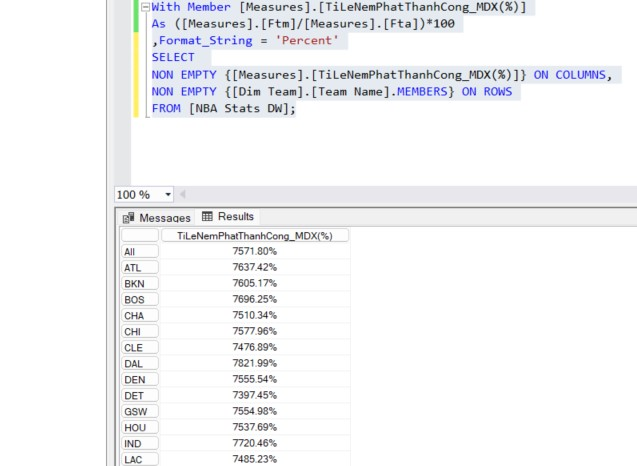 With Member [Measures].[TiLeNemPhatThanhCong_MDX(%)]
As ([Measures].[Ftm]/[Measures].[Fta])*100
,Format_String = 'Percent'
SELECT
NON EMPTY {[Measures].[TiLeNemPhatThanhCong_MDX(%)]} ON COLUMNS,
NON EMPTY {[Dim Team].[Team Name].MEMBERS} ON ROWS
FROM [NBA Stats DW];
100 %
Messages Results
TiLeNemPhatThanhCong_MDX(%)
All 7571.80%
ATL 7637.42%
BKN 7605.17%
BOS 7696.25%
CHA 7510.34%
CHI 7577.96%
CLE 7476.89%
DAL 7821.99%
DEN 7555.54%
DET 7397.45%
GSW 7554.98%
HOU 7537.69%
IND 7720.46%
LAC 7485.23%